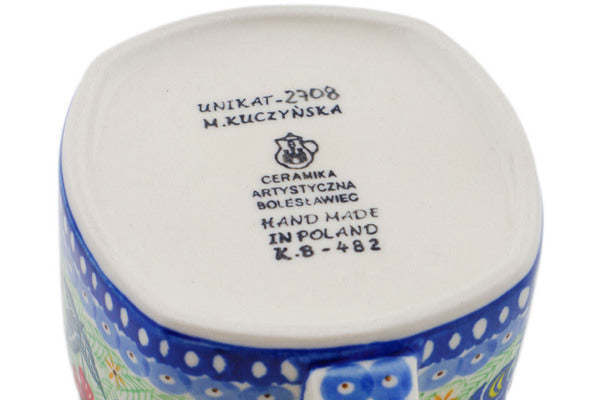 UNIKAT-2708
M.KUCZYŃSKA
CERAMIKA
ARTYSTYCZNA
BOLESŁAWIEC
HAND MADE
IN POLAND
K.B-482